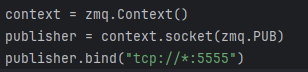 context = zmq.Context()
publisher = context.socket(zmq.PUB)
publisher.bind("tcp://*:5555")